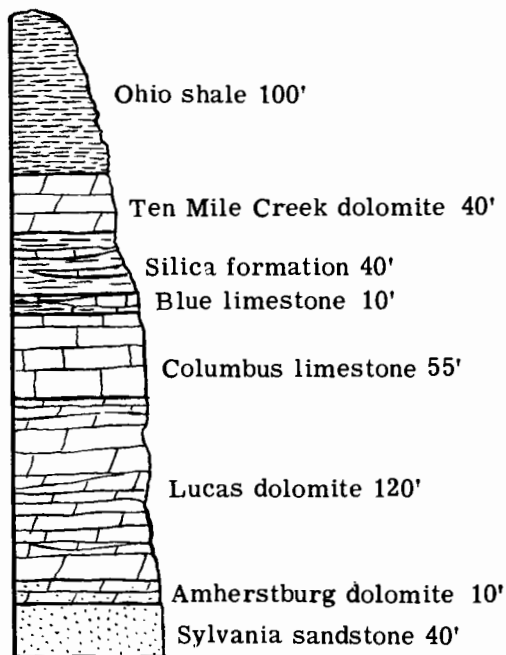 Ohio shale 100'
Ten Mile Creek dolomite 40'
Silica formation 40'
Blue limestone 10'
Columbus limestone 55'
Lucas dolomite 120'
Amherstburg dolomite 10'
Sylvania sandstone 40'